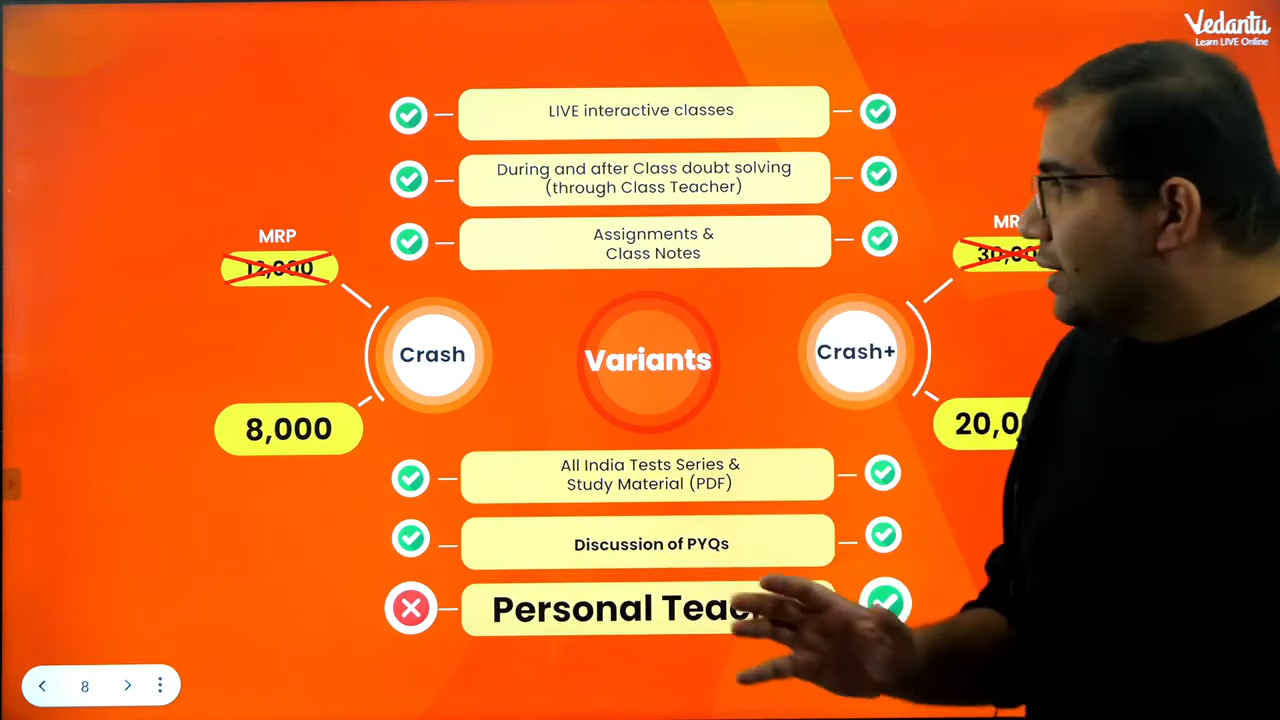 Vedantu
Learn LIVE Online
LIVE interactive classes
During and after Class doubt solving
(through Class Teacher)
Assignments &
Class Notes
MRP
12,000
Crash
8,000
Variants
Crash+
All India Tests Series &
Study Material (PDF)
Discussion of PYQs
Personal
8